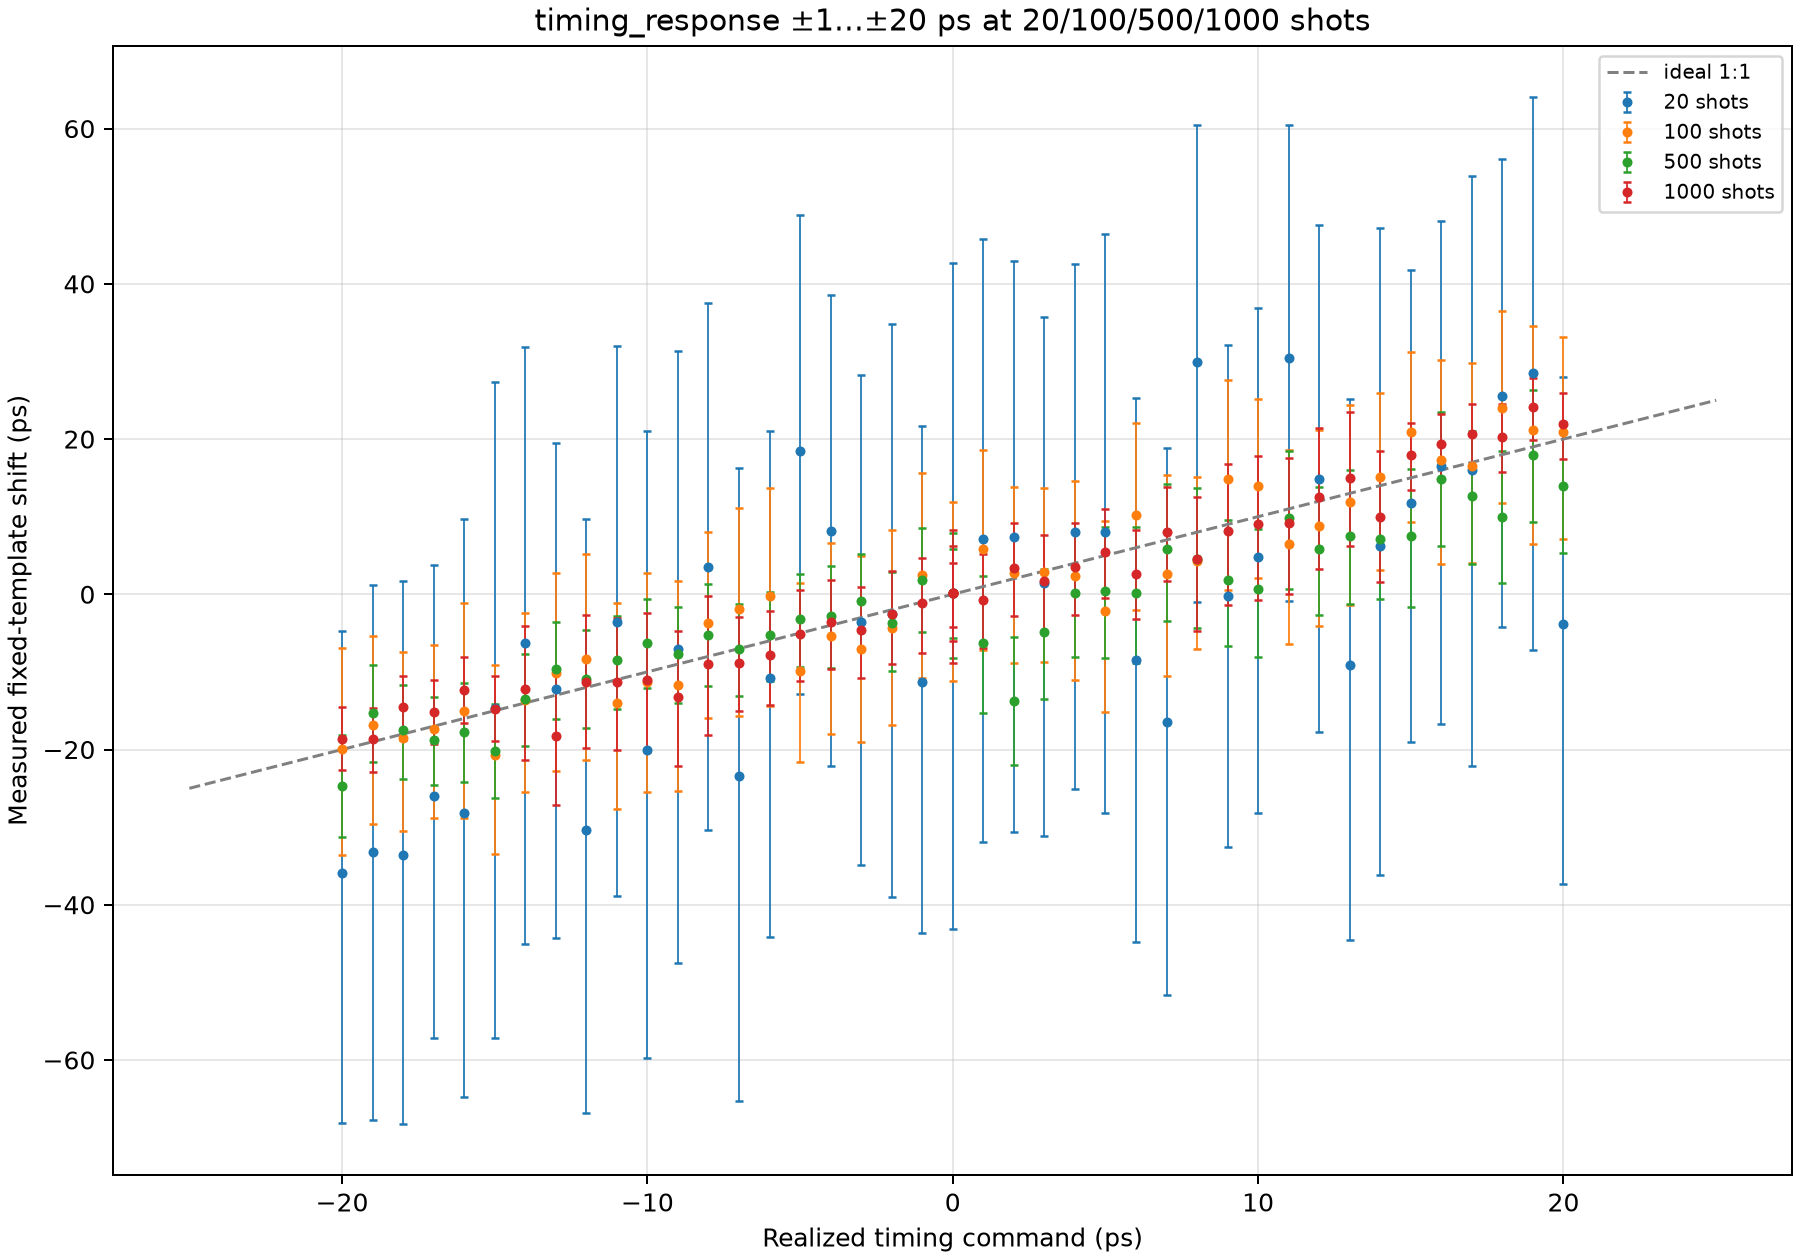 timing_response ±1...±20 ps at 20/100/500/1000 shots
ideal 1:1
20 shots
100 shots
500 shots
1000 shots
60
40
20
0
−20
−40
−60
Measured fixed-template shift (ps)
−20
−10
0
10
20
Realized timing command (ps)